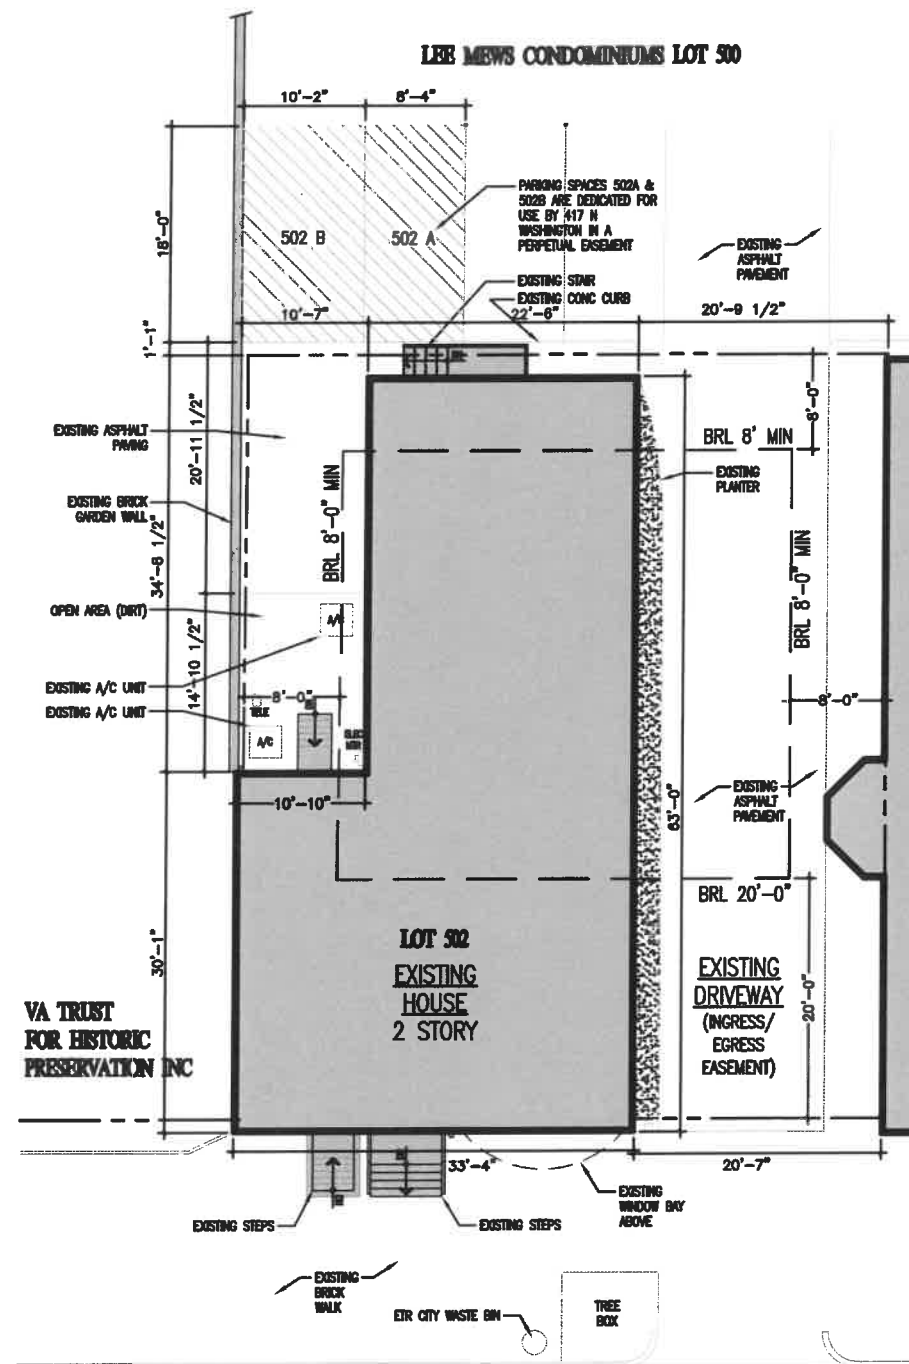 LEE MEWS CONDOMINIUMS LOT 500
10'-2"
8'-4"
18'-0"
PARKING SPACES 502A &
502B ARE DEDICATED FOR
USE BY 417 N
WASHINGTON IN A
PERPETUAL EASEMENT
502 B
502 A
EXISTING
ASPHALT
PAVEMENT
EXISTING STAIR
EXISTING CONC CURB
10'-7"
22'-6"
20'-9 1/2"
1'-1"
8'-0"
20'-11 1/2"
EXISTING ASPHALT
PAVING
BRL 8' MIN
EXISTING
PLANTER
BRL 8'-0" MIN
EXISTING BRICK
GARDEN WALL
34'-8 1/2"
BRL 8'-0" MIN
OPEN AREA (DIRT)
A/C
14'-10 1/2"
EXISTING A/C UNIT
8'-0"
8'-0"
EXISTING A/C UNIT
TELE
A/C
ELEC
MTR
EXISTING
ASPHALT
PAVEMENT
10'-10"
63'-0"
BRL 20'-0"
LOT 502
EXISTING
HOUSE
2 STORY
30'-1"
EXISTING
DRIVEWAY
(INGRESS/
EGRESS
EASEMENT)
20'-0"
VA TRUST
FOR HISTORIC
PRESERVATION INC
33'-4"
20'-7"
EXISTING
WINDOW BAY
ABOVE
EXISTING STEPS
EXISTING STEPS
EXISTING
BRICK
WALK
ETR CITY WASTE BIN
TREE
BOX